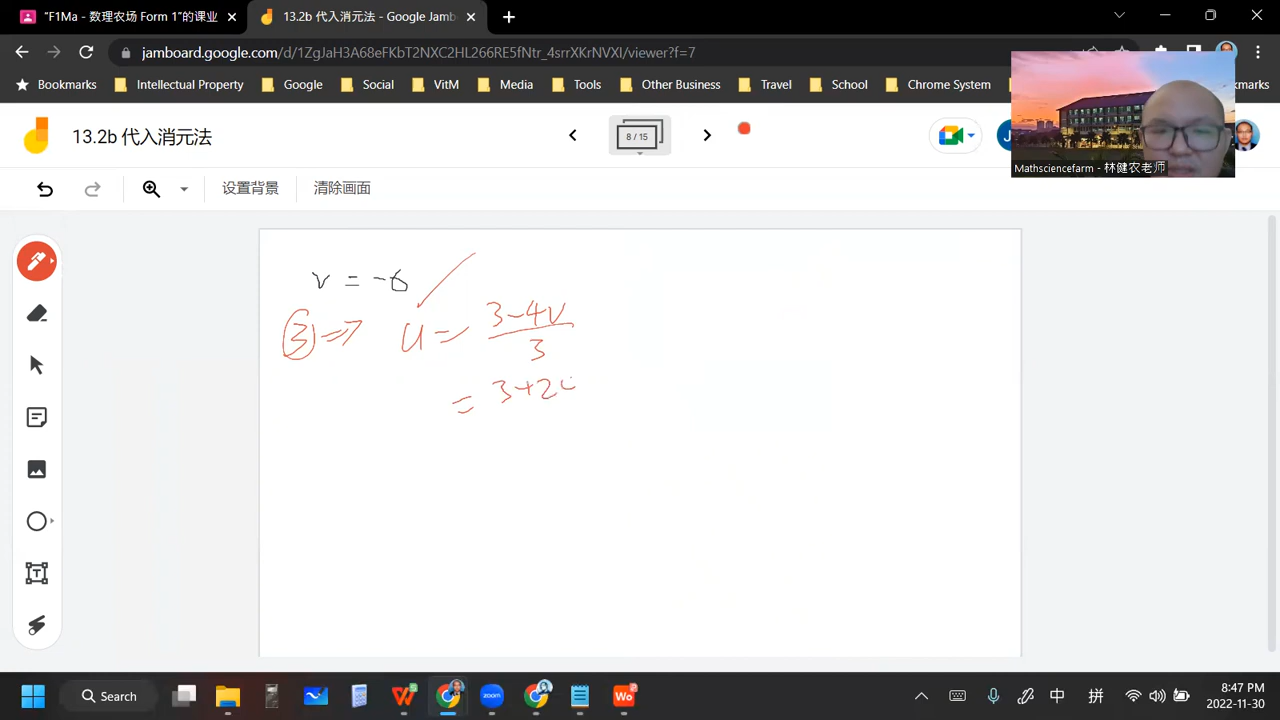 "F1Ma - 数理农场 Form 1"的课业
13.2b 代入消元法 - Google Jamb
jamboard.google.com/d/1ZgJaH3A68eFKbT2NXC2HL266RE5fNtr_4srrXKrNVXI/viewer?f=7
Bookmarks
Intellectual Property
Google
Social
VitM
Media
Tools
Other Business
Travel
School
Chrome System
kmarks
13.2b 代入消元法
8 / 15
J
Mathsciencefarm - 林健农老师
设置背景
清除画面
v = -6
③ => u = 3-4v
3
= 3+2
Search
Wo
中
拼
8:47 PM
2022-11-30